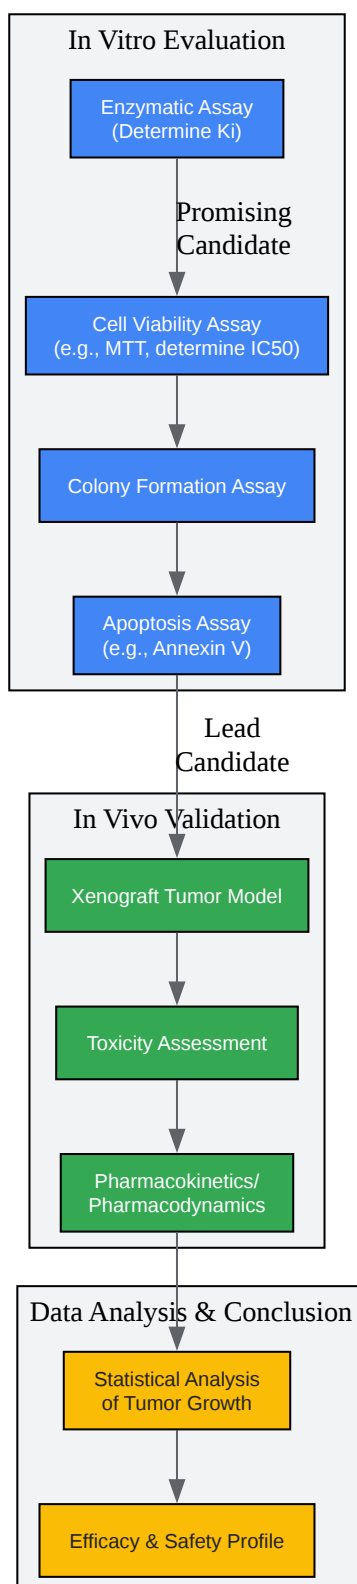 In Vitro Evaluation
Enzymatic Assay
(Determine Ki)
Promising
Candidate
Cell Viability Assay
(e.g., MTT, determine IC50)
Colony Formation Assay
Apoptosis Assay
(e.g., Annexin V)
Lead
Candidate
In Vivo Validation
Xenograft Tumor Model
Toxicity Assessment
Pharmacokinetics/
Pharmacodynamics
Data Analysis & Conclusion
Statistical Analysis
of Tumor Growth
Efficacy & Safety Profile